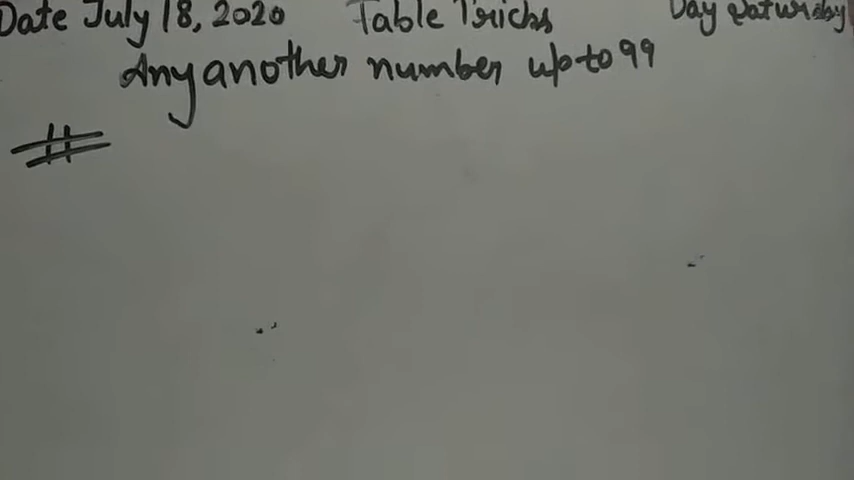 Date July 18, 2020 Table Tricks Day Saturday
Any another number up to 99
#